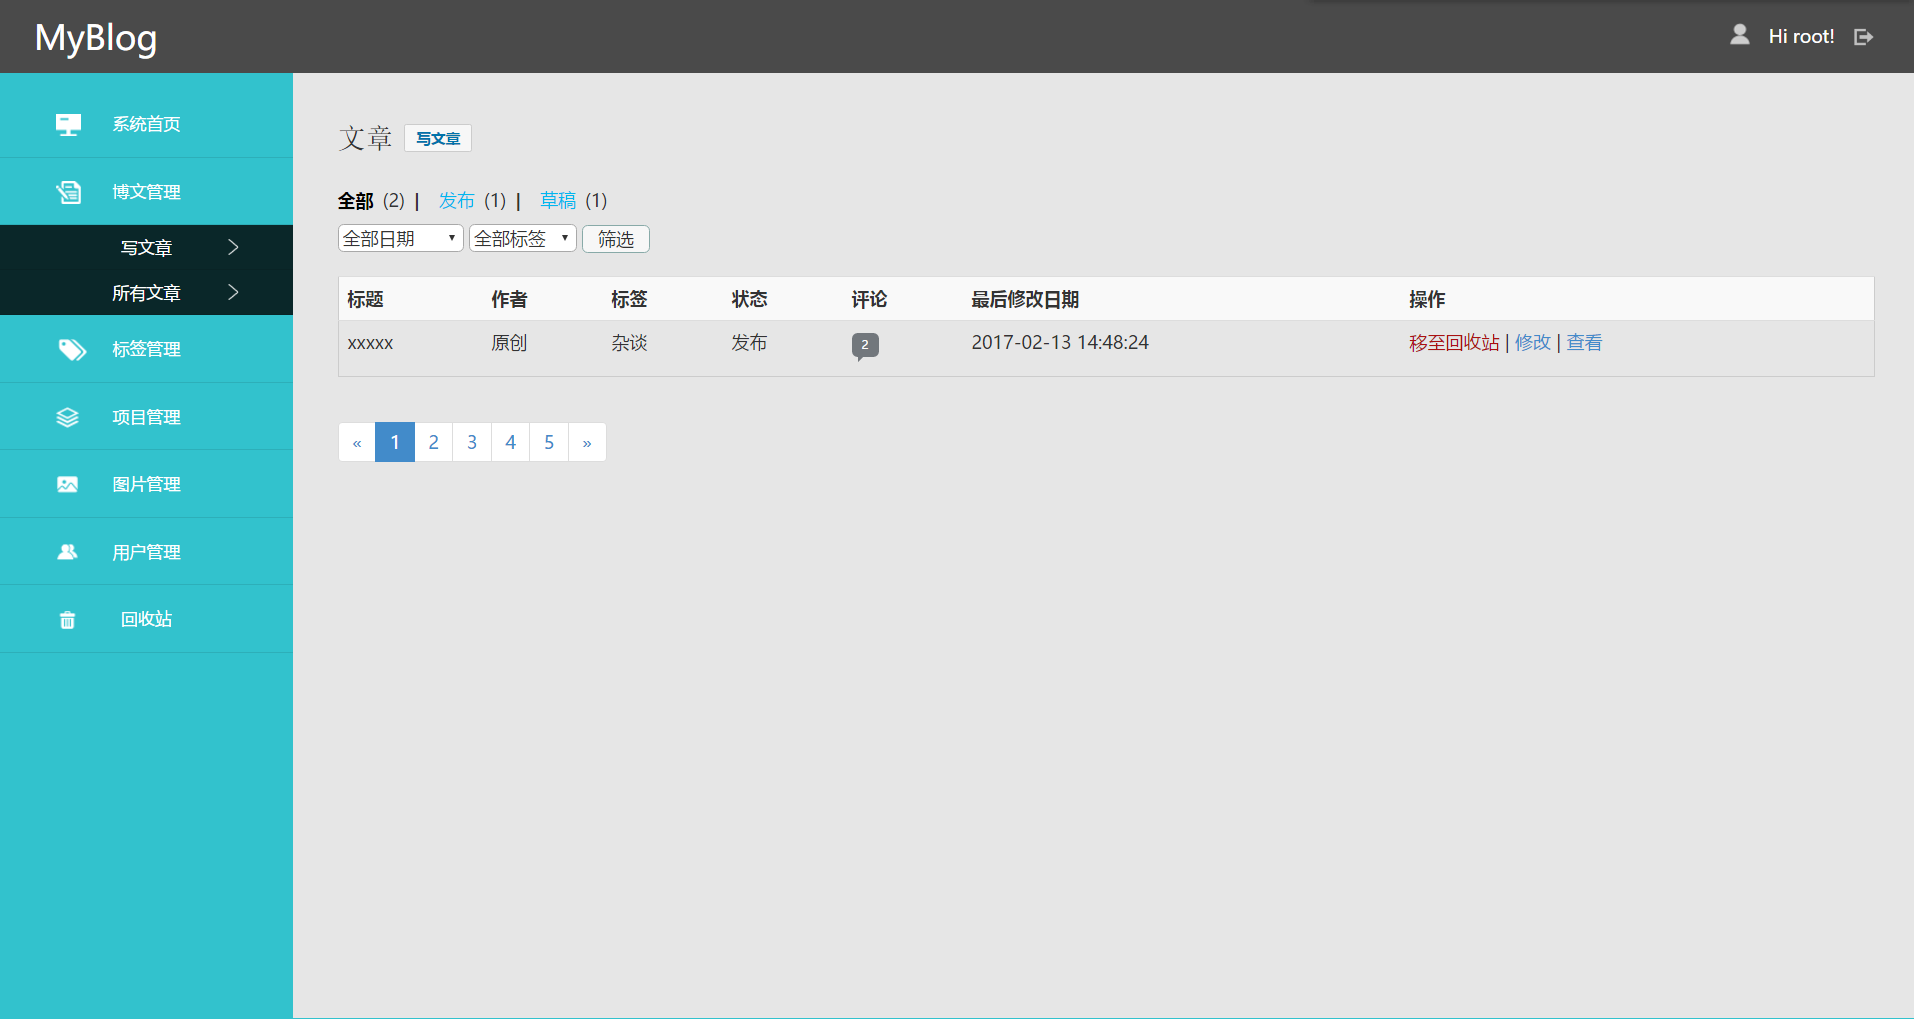 MyBlog
Hi root!
系统首页
博文管理
写文章
所有文章
标签管理
项目管理
图片管理
用户管理
回收站
文章 写文章
全部 (2) | 发布 (1) | 草稿 (1)
全部日期 全部标签 筛选
标题 作者 标签 状态 评论 最后修改日期 操作
xxxxx 原创 杂谈 发布 2 2017-02-13 14:48:24 移至回收站 | 修改 | 查看
« 1 2 3 4 5 »